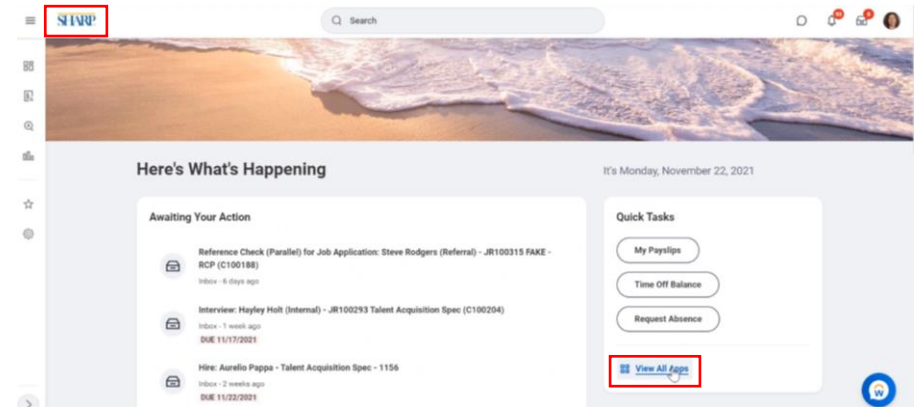 SHARP
Search
Here's What's Happening
It's Monday, November 22, 2021
Awaiting Your Action
Reference Check (Parallel) for Job Application: Steve Rodgers (Referral) - JR100315 FAKE -
RCP (C100188)
Inbox - 6 days ago
Interview: Hayley Holt (Internal) - JR100293 Talent Acquisition Spec (C100204)
Inbox - 1 week ago
DUE 11/17/2021
Hire: Aurelio Pappa - Talent Acquisition Spec - 1156
Inbox - 2 weeks ago
DUE 11/22/2021
Quick Tasks
My Payslips
Time Off Balance
Request Absence
View All Apps
W